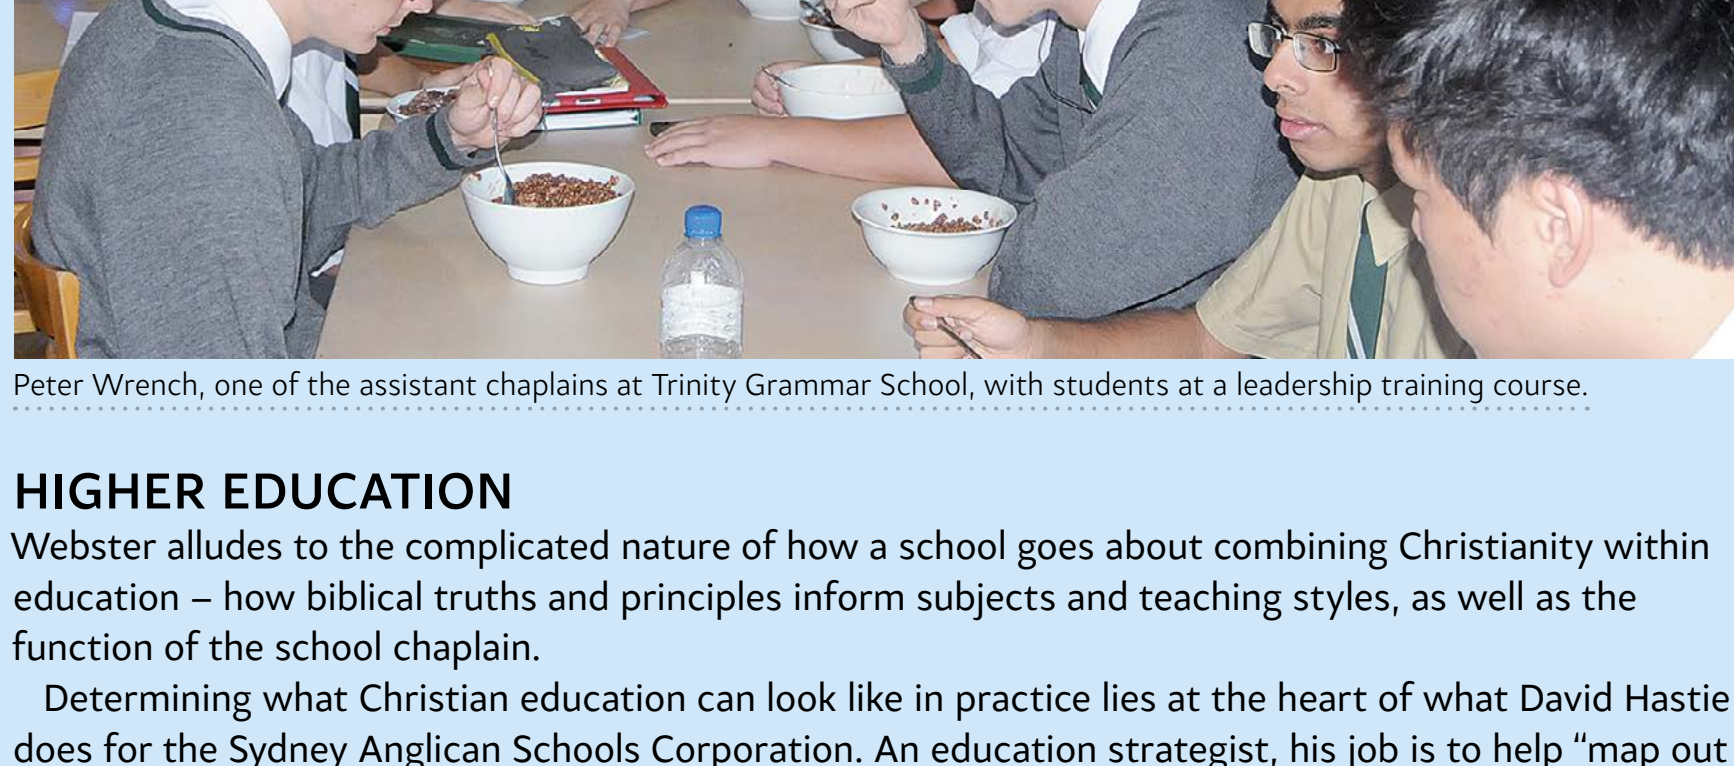 Peter Wrench, one of the assistant chaplains at Trinity Grammar School, with students at a leadership training course.
HIGHER EDUCATION
Webster alludes to the complicated nature of how a school goes about combining Christianity within
education – how biblical truths and principles inform subjects and teaching styles, as well as the
function of the school chaplain.
Determining what Christian education can look like in practice lies at the heart of what David Hastie
does for the Sydney Anglican Schools Corporation. An education strategist, his job is to help “map out